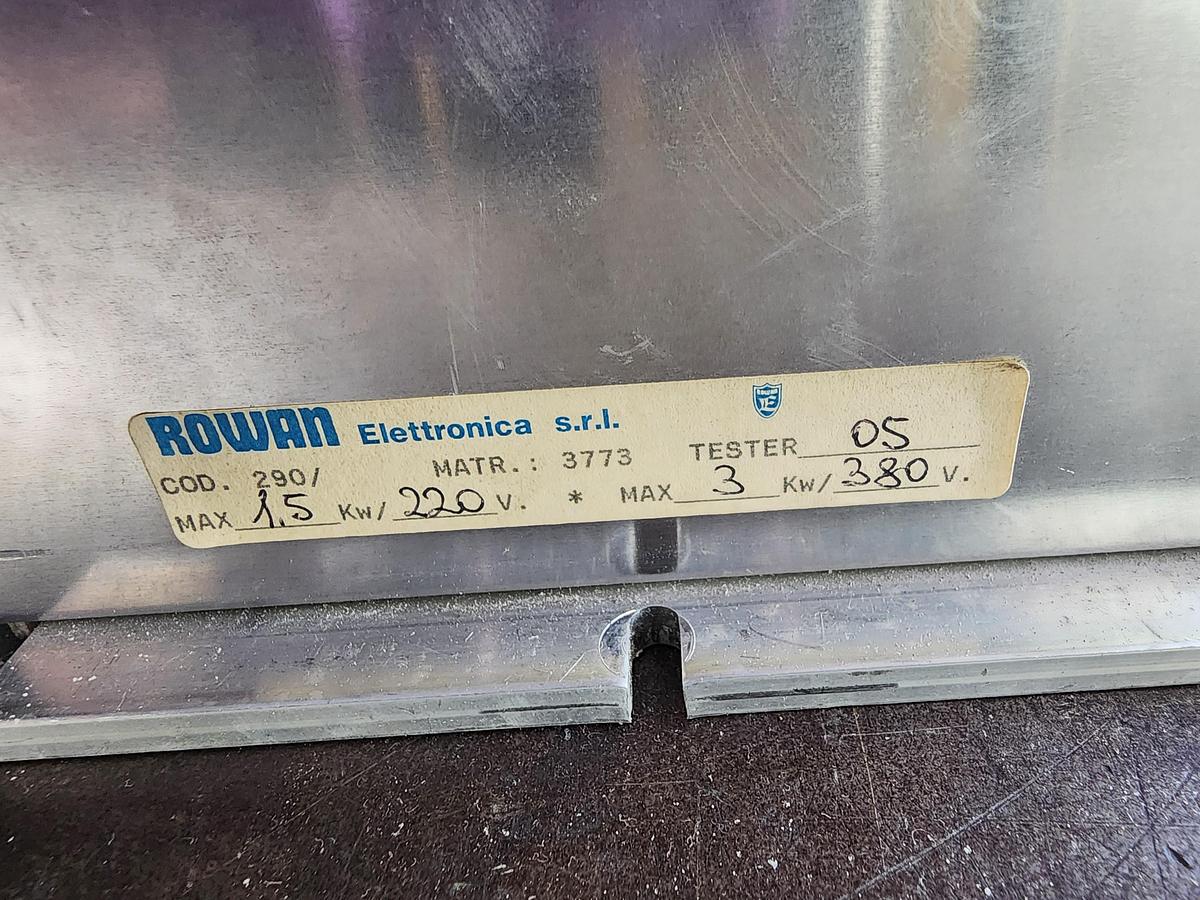 ROWAN Elettronica s.r.l.
COD. 290/ MATR.: 3773 TESTER 05
MAX 1,5 Kw/ 220 V. * MAX 3 Kw/ 380 V.